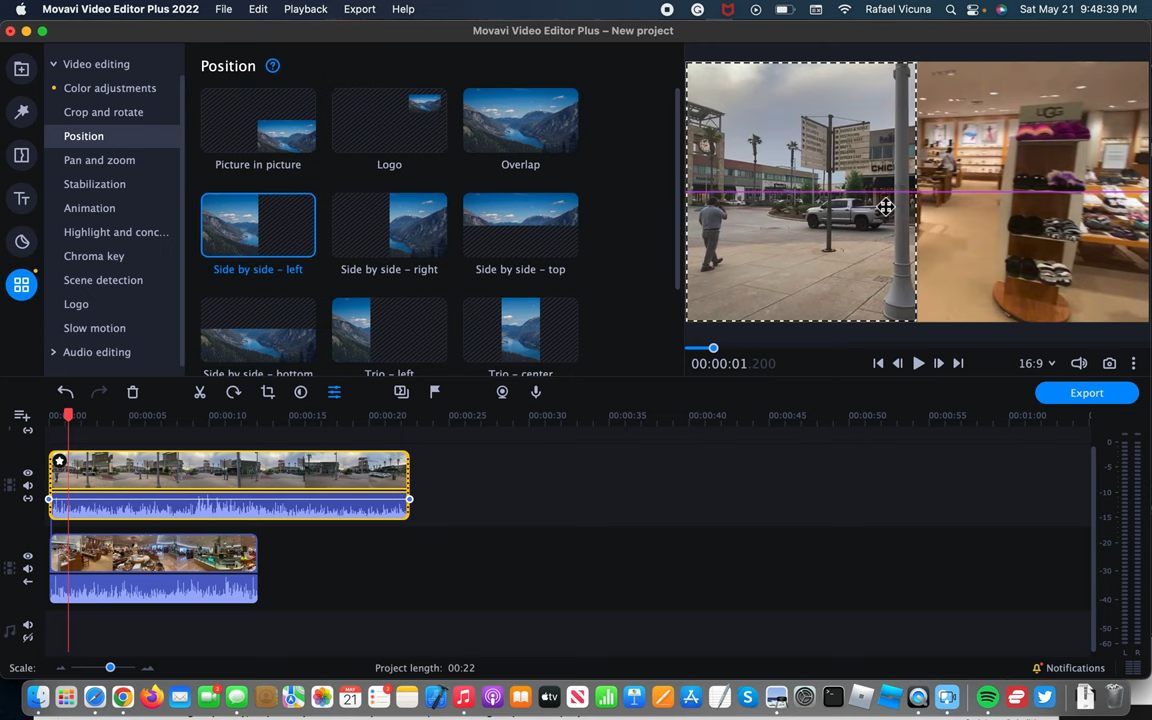 Movavi Video Editor Plus 2022 File Edit Playback Export Help Rafael Vicuna Sat May 21 9:48:39 PM
Movavi Video Editor Plus – New project
Video editing
Color adjustments
Crop and rotate
Position
Pan and zoom
Stabilization
Animation
Highlight and conc...
Chroma key
Scene detection
Logo
Slow motion
Audio editing
Position ?
Picture in picture Logo Overlap
Side by side – left Side by side – right Side by side – top
Side by side – bottom Trio – left Trio – center
CHIC
UGG
00:00:01.200 16:9
Export
00:00:05 00:00:10 00:00:15 00:00:20 00:00:25 00:00:30 00:00:35 00:00:40 00:00:45 00:00:50 00:00:55 00:01:00
0
-5
-10
-15
-20
-30
-40
-50
-60
L R
Scale: Project length: 00:22 Notifications
MAY
21